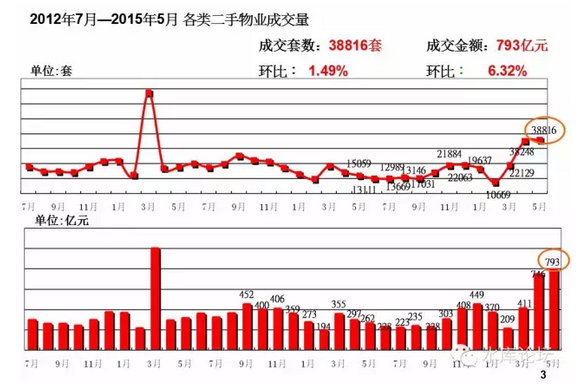 2012年7月—2015年5月 各类二手物业成交量
成交套数：38816套 成交金额：793亿元
环比： 1.49% 环比： 6.32%
单位：套
38816
15059 12989 13146 21884 19637 38248
13111 13669 17031 22063 22129
10669
7月 9月 11月 1月 3月 5月 7月 9月 11月 1月 3月 5月 7月 9月 11月 1月 3月 5月
单位：亿元
793
746
452 400 406 359 273 194 355 297 262 228 223 235 228 303 408 449 370 209 411
7月 9月 11月 1月 3月 5月 7月 9月 11月 1月 3月 5月 7月 9月 11月 1月 3月 5月
水库论坛
3